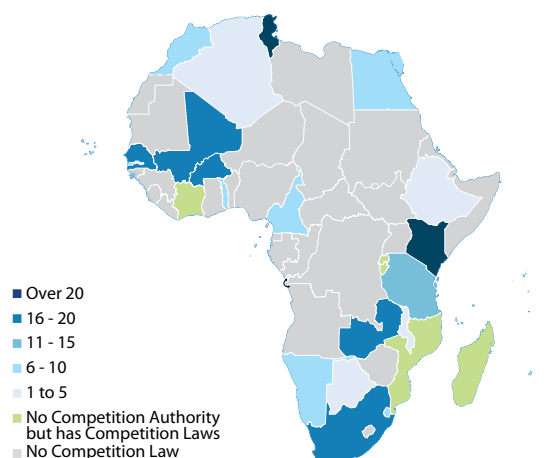 Over 20
16 - 20
11 - 15
6 - 10
1 to 5
No Competition Authority
but has Competition Laws
No Competition Law